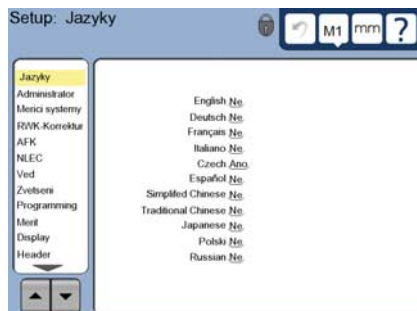 Setup: Jazyky
M1
mm
?
Jazyky
Administrator
Merici systemy
RWK-Korrektur
AFK
NLEC
Ved
Zvetseni
Programming
Merit
Display
Header
English Ne.
Deutsch Ne.
Français Ne.
Italiano Ne.
Czech Ano.
Español Ne.
Simplifed Chinese Ne.
Traditional Chinese Ne.
Japanese Ne.
Polski Ne.
Russian Ne.